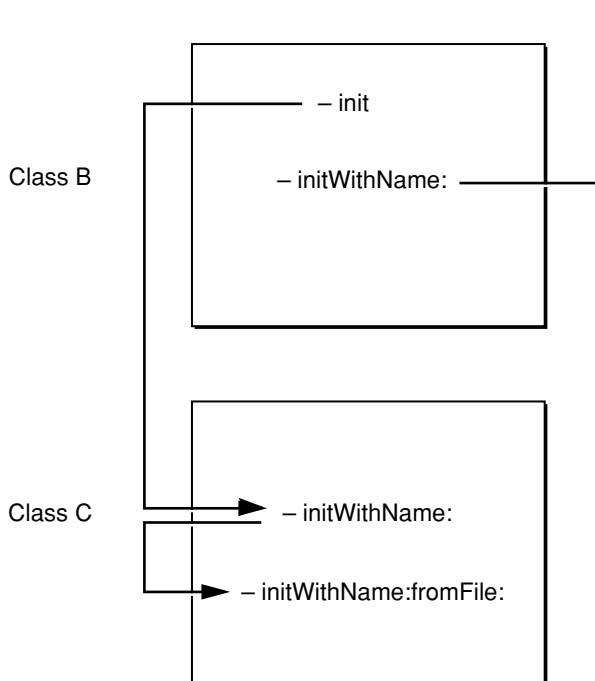 – init
Class B
– initWithName:
Class C
– initWithName:
– initWithName:fromFile: